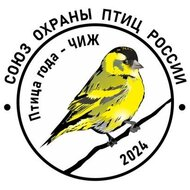 • СОЮЗ ОХРАНЫ ПТИЦ РОССИИ •
Птица года - ЧИЖ
2024